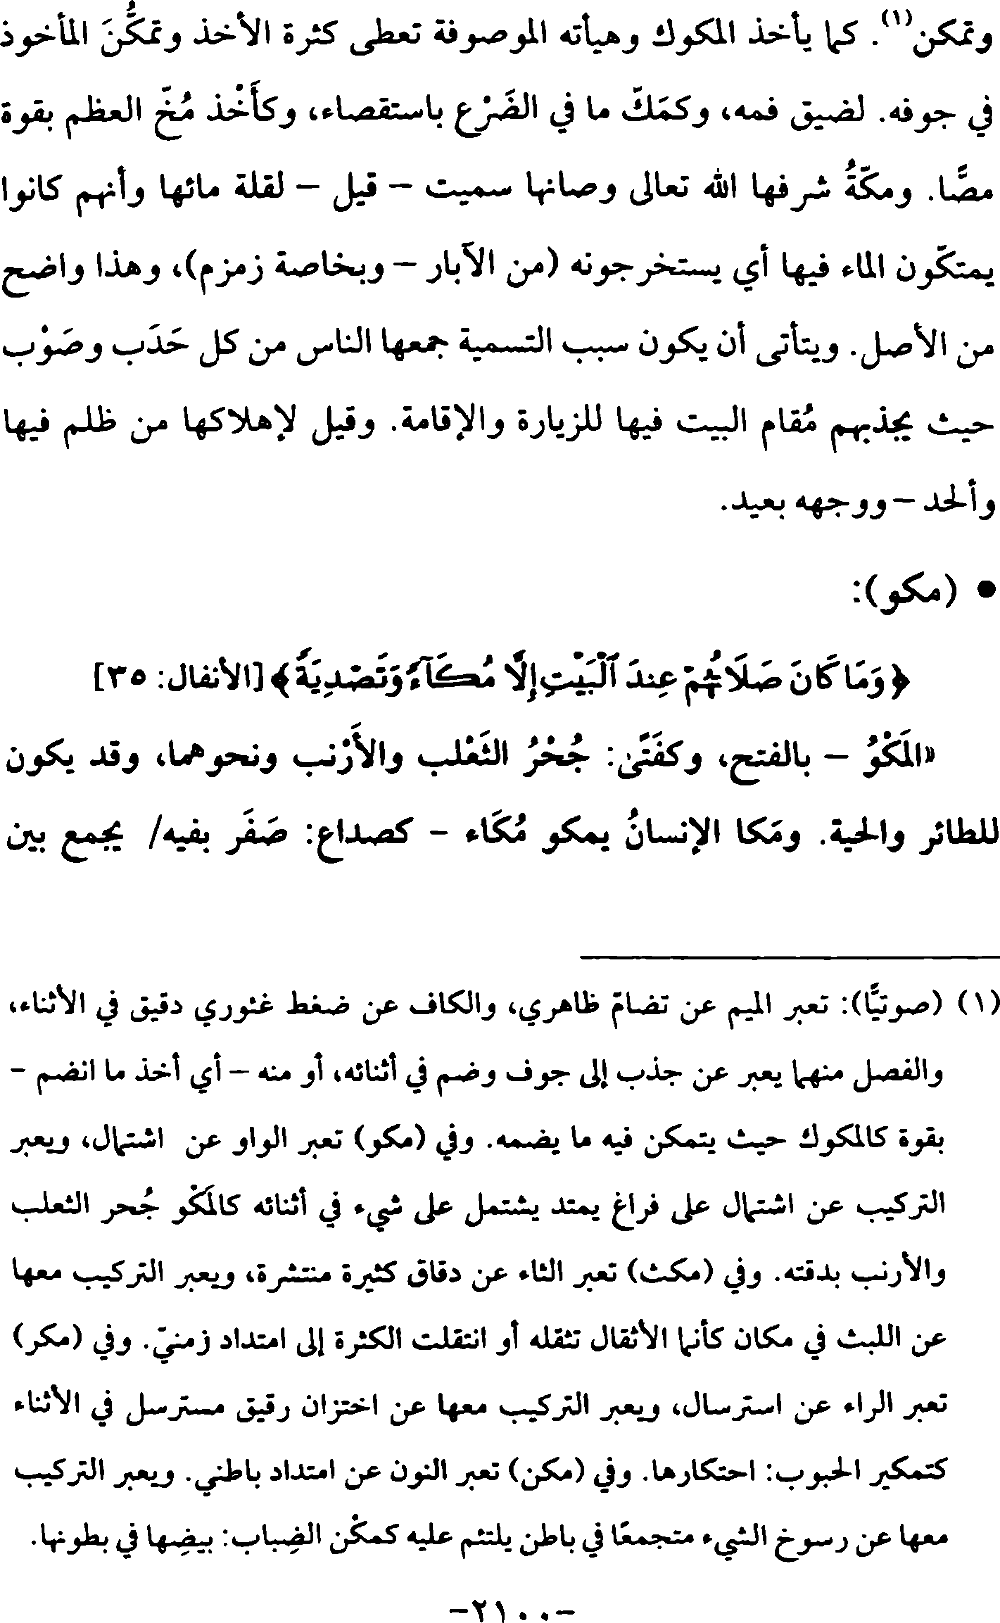 وتمكن(١). كما يأخذ المكوك وهيأته الموصوفة تعطى كثرة الأخذ وتمكُّنَ المأخوذ
في جوفه. لضيق فمه، وكمَكّ ما في الضَرْع باستقصاء، وكأَخْذ مُخّ العظم بقوة
مصًّا. ومكّةُ شرفها الله تعالى وصانها سميت – قيل – لقلة مائها وأنهم كانوا
يمتكّون الماء فيها أي يستخرجونه (من الآبار – وبخاصة زمزم)، وهذا واضح
من الأصل. ويتأتى أن يكون سبب التسمية جمعها الناس من كل حَدَب وصَوْب
حيث يجذبهم مُقام البيت فيها للزيارة والإقامة. وقيل لإهلاكها من ظلم فيها
وألحد – ووجهه بعيد.
• (مكو):
﴿وَمَا كَانَ صَلَاتُهُمْ عِندَ ٱلْبَيْتِ إِلَّا مُكَآءً وَتَصْدِيَةً﴾ [الأنفال: ٣٥]
«المَكْوُ – بالفتح، وكفَتًى: جُحْرُ الثَعْلب والأَرْنب ونحوهما، وقد يكون
للطائر والحية. ومَكا الإنسانُ يمكو مُكَاء – كصداع: صَفَر بفيه/ يجمع بين
(١) (صوتيًّا): تعبر الميم عن تضامّ ظاهري، والكاف عن ضغط غئوري دقيق في الأثناء،
والفصل منهما يعبر عن جذب إلى جوف وضم في أثنائه، أو منه – أي أخذ ما انضم –
بقوة كالمكوك حيث يتمكن فيه ما يضمه. وفي (مكو) تعبر الواو عن اشتمال، ويعبر
التركيب عن اشتمال على فراغ يمتد يشتمل على شيء في أثنائه كالمَكْو جُحر الثعلب
والأرنب بدقته. وفي (مكث) تعبر الثاء عن دقاق كثيرة منتشرة، ويعبر التركيب معها
عن اللبث في مكان كأنما الأثقال تثقله أو انتقلت الكثرة إلى امتداد زمنيّ. وفي (مكر)
تعبر الراء عن استرسال، ويعبر التركيب معها عن اختزان رقيق مسترسل في الأثناء
كتمكير الحبوب: احتكارها. وفي (مكن) تعبر النون عن امتداد باطني. ويعبر التركيب
معها عن رسوخ الشيء متجمعًا في باطن يلتئم عليه كمكْن الضِباب: بيضِها في بطونها.
–٢١٠٠–